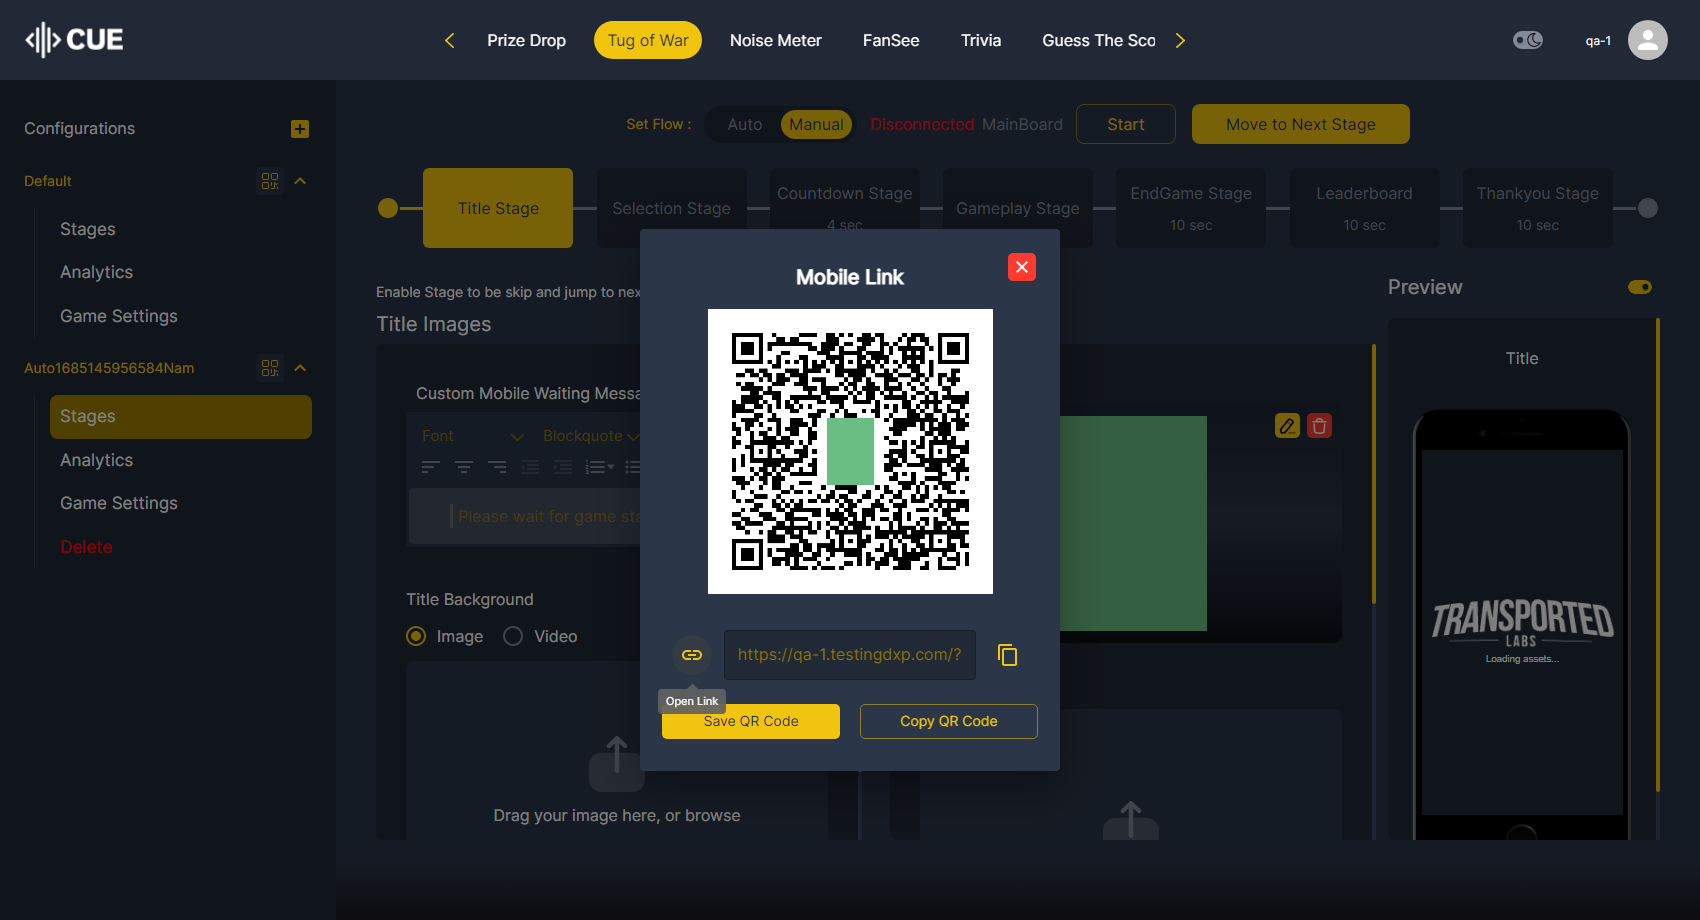 CUE
Prize Drop
Tug of War
Noise Meter
FanSee
Trivia
Guess The Sco
qa-1
Configurations
Default
Stages
Analytics
Game Settings
Auto1685145956584Nam
Stages
Analytics
Game Settings
Delete
Set Flow :
Auto
Manual
Disconnected MainBoard
Start
Move to Next Stage
Title Stage
Selection Stage
Countdown Stage
4 sec
Gameplay Stage
EndGame Stage
10 sec
Leaderboard
10 sec
Thankyou Stage
10 sec
Enable Stage to be skip and jump to nex
Title Images
Custom Mobile Waiting Messa
Font
Blockquote
Please wait for game sta
Title Background
Image
Video
Drag your image here, or browse
Mobile Link
https://qa-1.testingdxp.com/?
Open Link
Save QR Code
Copy QR Code
Preview
Title
TRANSPORTED
LABS
Loading assets...